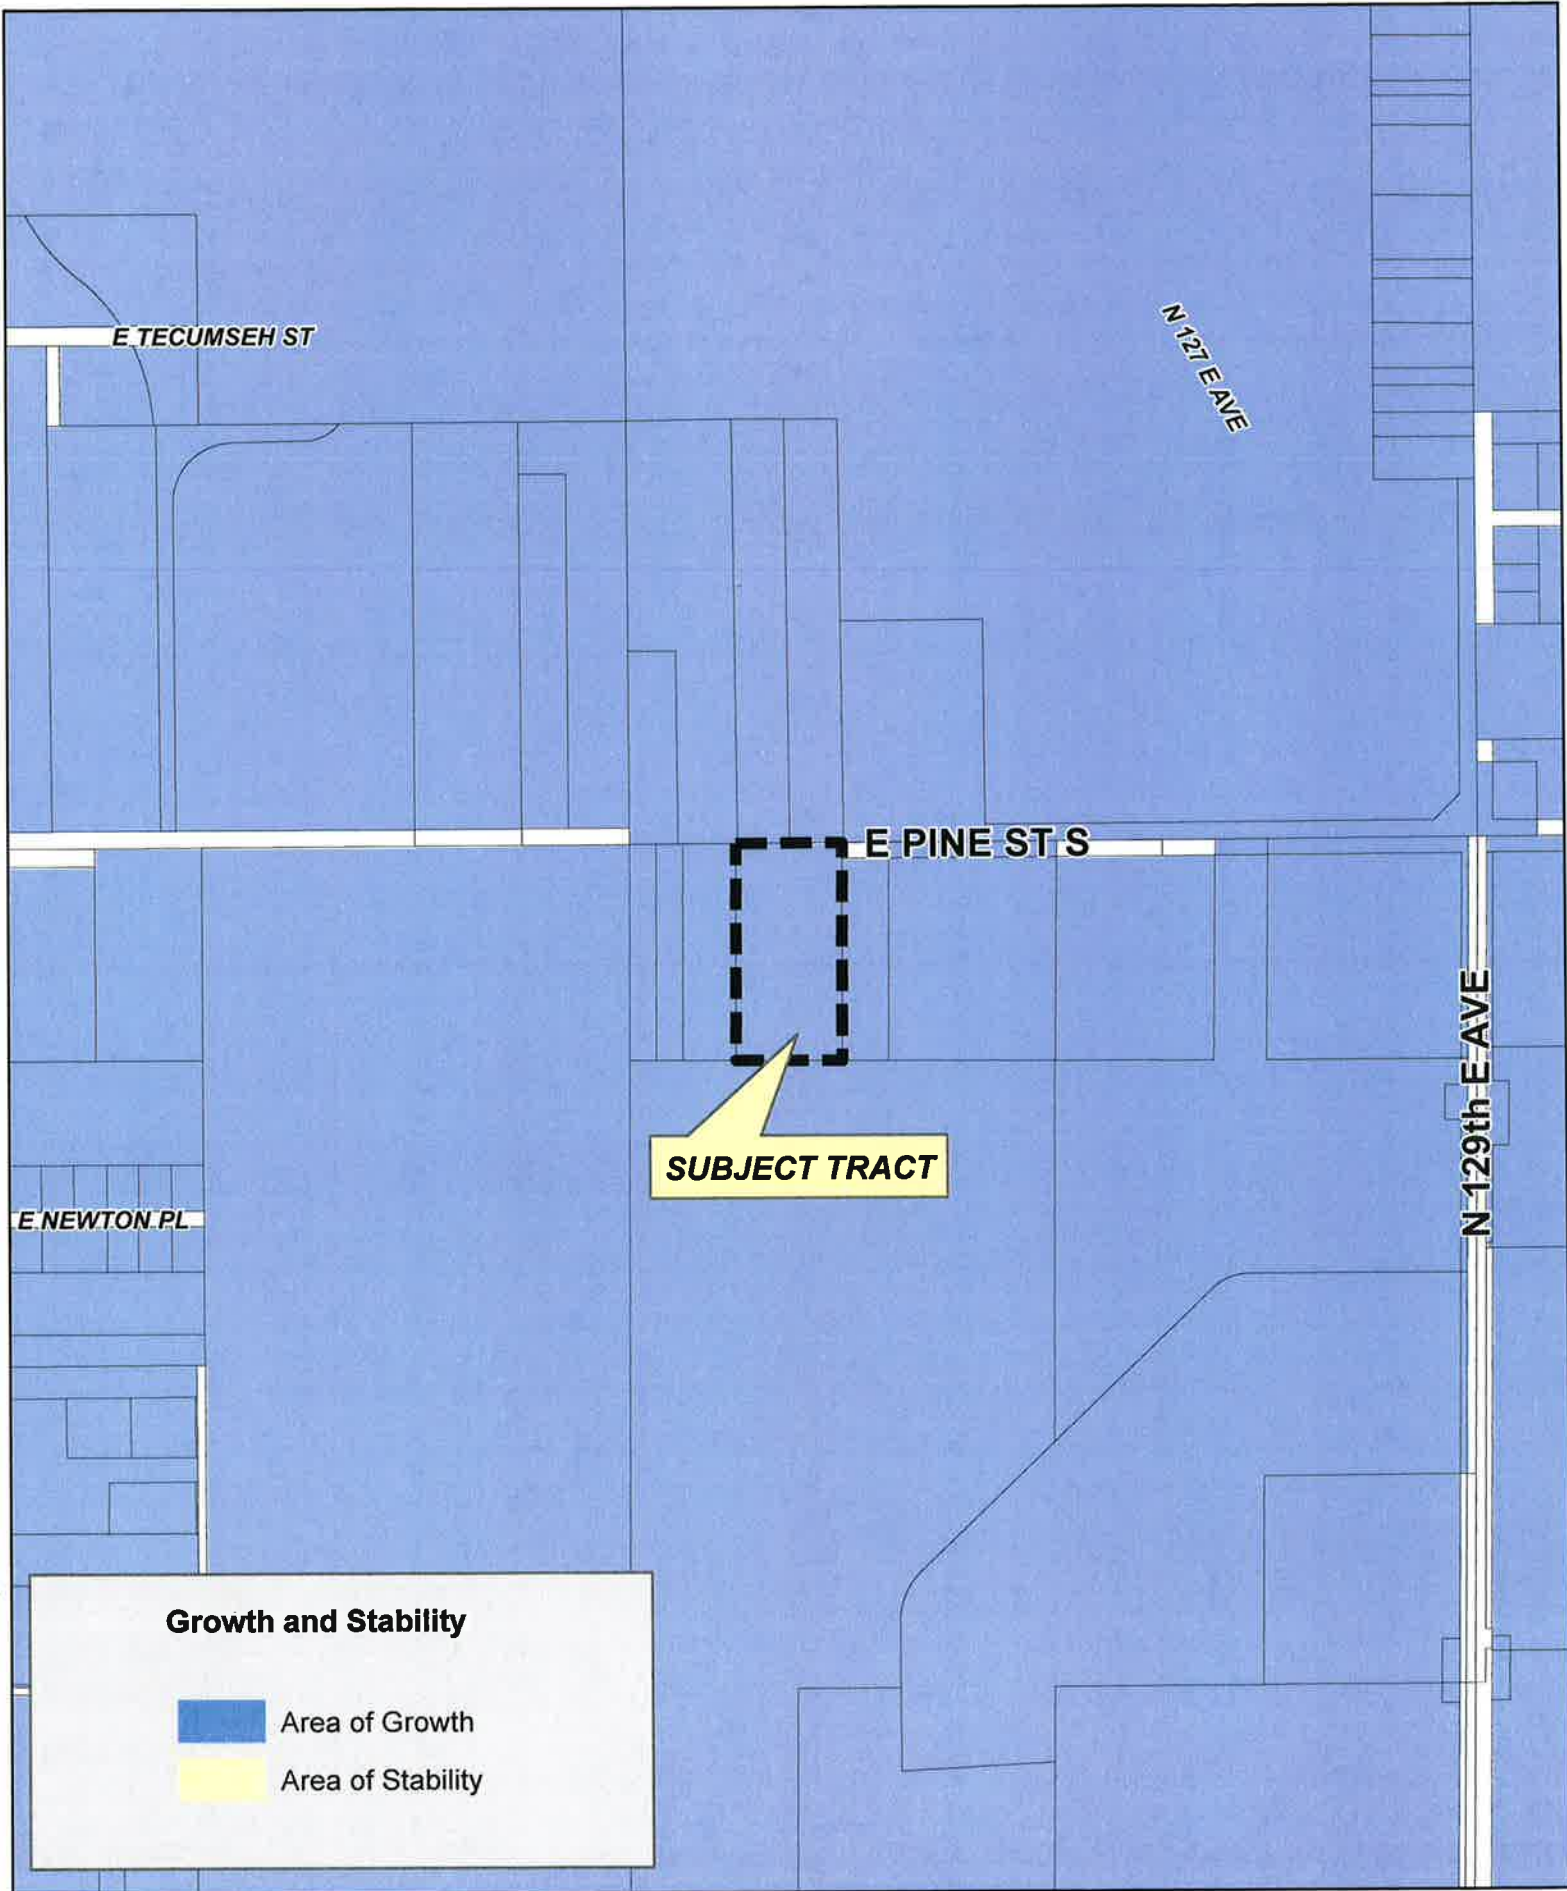 E TECUMSEH ST
N 127 E AVE
E PINE ST S
N 129th E AVE
SUBJECT TRACT
E NEWTON PL
Growth and Stability
Area of Growth
Area of Stability